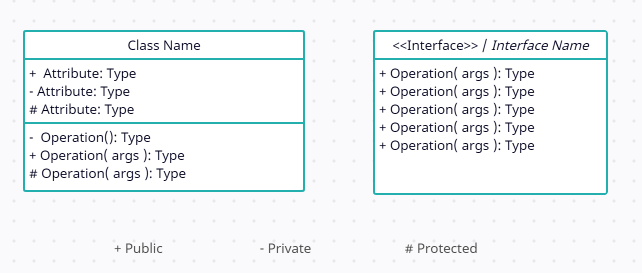 Class Name
+ Attribute: Type
- Attribute: Type
# Attribute: Type
- Operation(): Type
+ Operation( args ): Type
# Operation( args ): Type
<<Interface>> / Interface Name
+ Operation( args ): Type
+ Operation( args ): Type
+ Operation( args ): Type
+ Operation( args ): Type
+ Operation( args ): Type
+ Public
- Private
# Protected